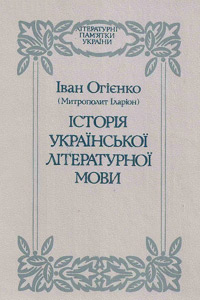 ЛІТЕРАТУРНІ
ПАМ'ЯТКИ
УКРАЇНИ
Іван Огієнко
(Митрополит Іларіон)
ІСТОРІЯ
УКРАЇНСЬКОЇ
ЛІТЕРАТУРНОЇ
МОВИ